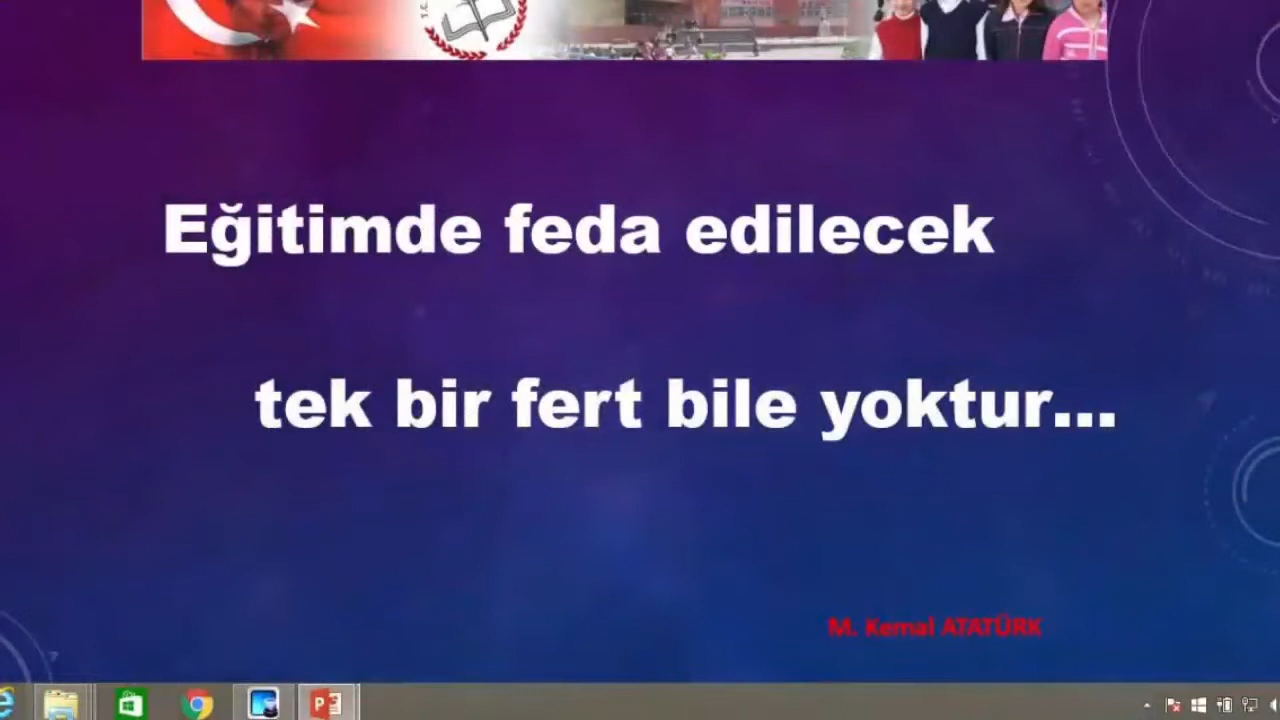 T.C.
Eğitimde feda edilecek
tek bir fert bile yoktur...
M. Kemal ATATÜRK